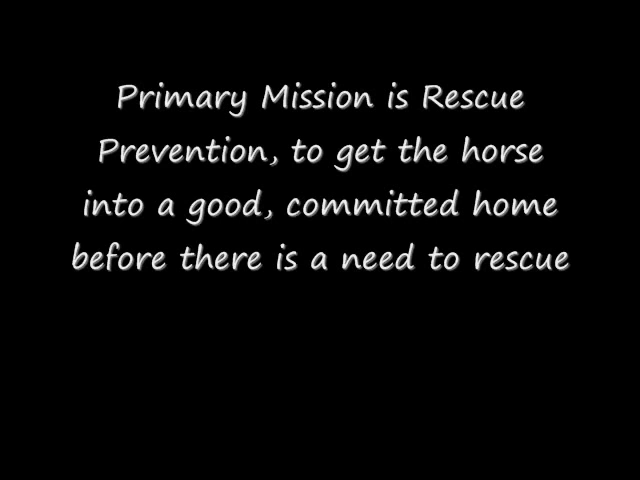 Primary Mission is Rescue
Prevention, to get the horse
into a good, committed home
before there is a need to rescue